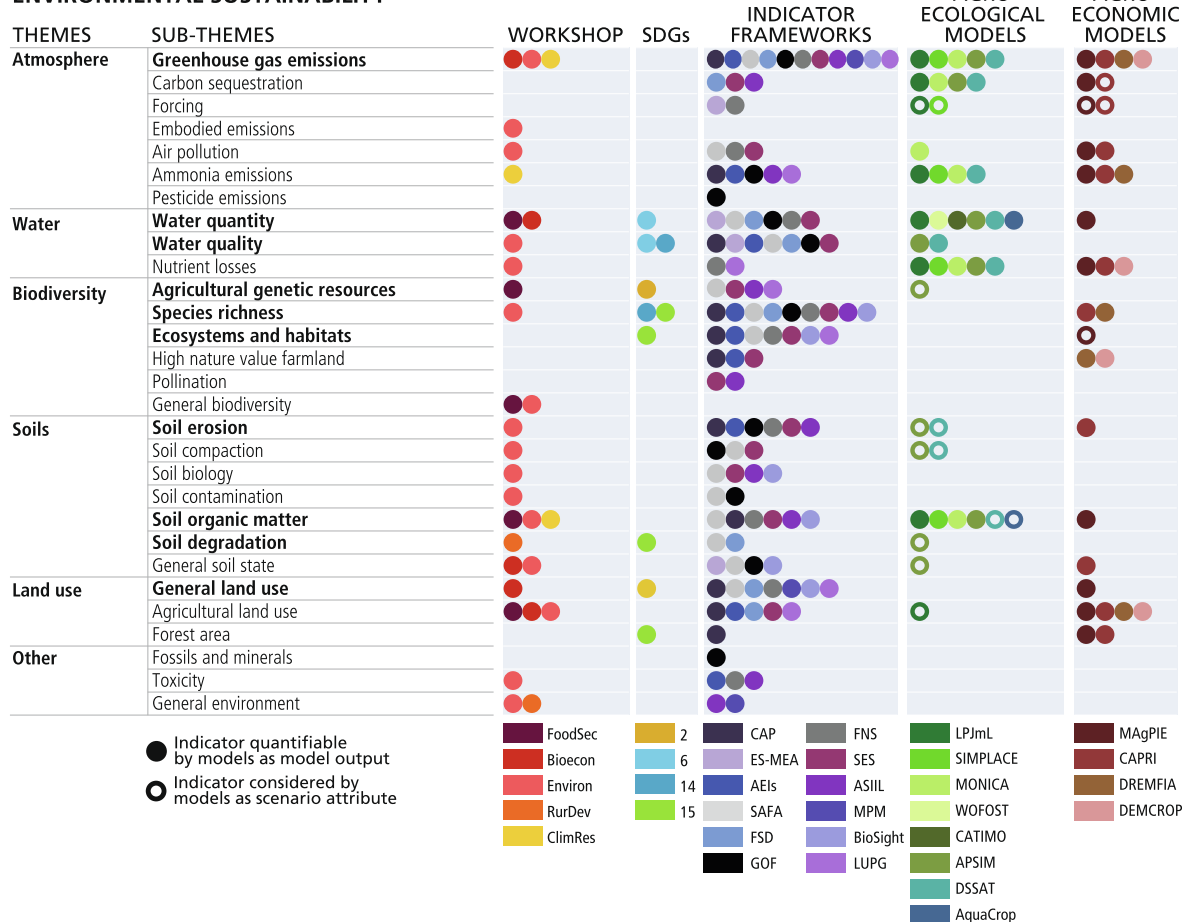 ENVIRONMENTAL SUSTAINABILITY
THEMES SUB-THEMES WORKSHOP SDGs INDICATOR FRAMEWORKS ECOLOGICAL MODELS ECONOMIC MODELS
Atmosphere Greenhouse gas emissions
Carbon sequestration
Forcing
Embodied emissions
Air pollution
Ammonia emissions
Pesticide emissions
Water Water quantity
Water quality
Nutrient losses
Biodiversity Agricultural genetic resources
Species richness
Ecosystems and habitats
High nature value farmland
Pollination
General biodiversity
Soils Soil erosion
Soil compaction
Soil biology
Soil contamination
Soil organic matter
Soil degradation
General soil state
Land use General land use
Agricultural land use
Forest area
Other Fossils and minerals
Toxicity
General environment
Indicator quantifiable
by models as model output
Indicator considered by
models as scenario attribute
FoodSec
Bioecon
Environ
RurDev
ClimRes
2
6
14
15
CAP
ES-MEA
AEIs
SAFA
FSD
GOF
FNS
SES
ASIIL
MPM
BioSight
LUPG
LPJmL
SIMPLACE
MONICA
WOFOST
CATIMO
APSIM
DSSAT
AquaCrop
MAgPIE
CAPRI
DREMFIA
DEMCROP